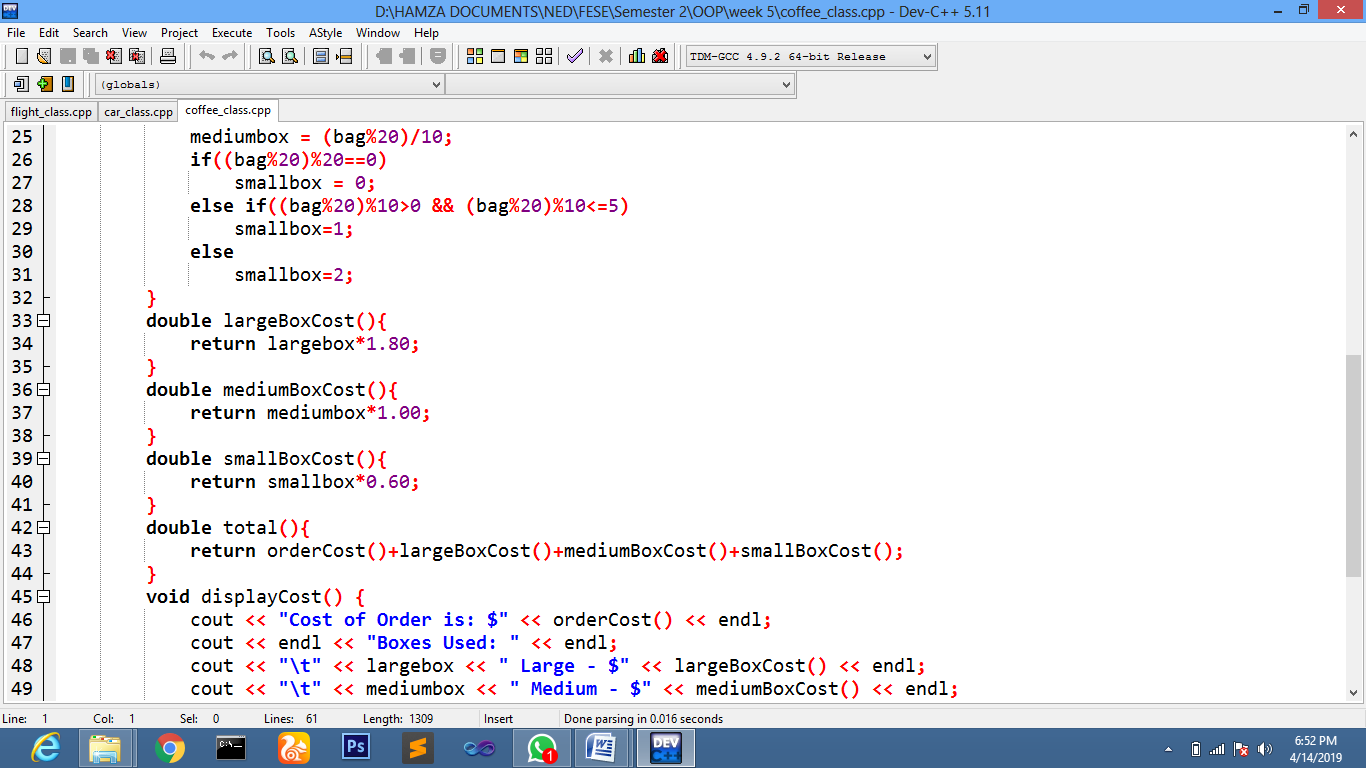 D:\HAMZA DOCUMENTS\NED\FESE\Semester 2\OOP\week 5\coffee_class.cpp - Dev-C++ 5.11
File Edit Search View Project Execute Tools AStyle Window Help
TDM-GCC 4.9.2 64-bit Release
(globals)
flight_class.cpp car_class.cpp coffee_class.cpp
25 mediumbox = (bag%20)/10;
26 if((bag%20)%20==0)
27 smallbox = 0;
28 else if((bag%20)%10>0 && (bag%20)%10<=5)
29 smallbox=1;
30 else
31 smallbox=2;
32 }
33 double largeBoxCost(){
34 return largebox*1.80;
35 }
36 double mediumBoxCost(){
37 return mediumbox*1.00;
38 }
39 double smallBoxCost(){
40 return smallbox*0.60;
41 }
42 double total(){
43 return orderCost()+largeBoxCost()+mediumBoxCost()+smallBoxCost();
44 }
45 void displayCost() {
46 cout << "Cost of Order is: $" << orderCost() << endl;
47 cout << endl << "Boxes Used: " << endl;
48 cout << "\t" << largebox << " Large - $" << largeBoxCost() << endl;
49 cout << "\t" << mediumbox << " Medium - $" << mediumBoxCost() << endl;
Line: 1 Col: 1 Sel: 0 Lines: 61 Length: 1309 Insert Done parsing in 0.016 seconds
Ps
1
DEV C++
6:52 PM
4/14/2019